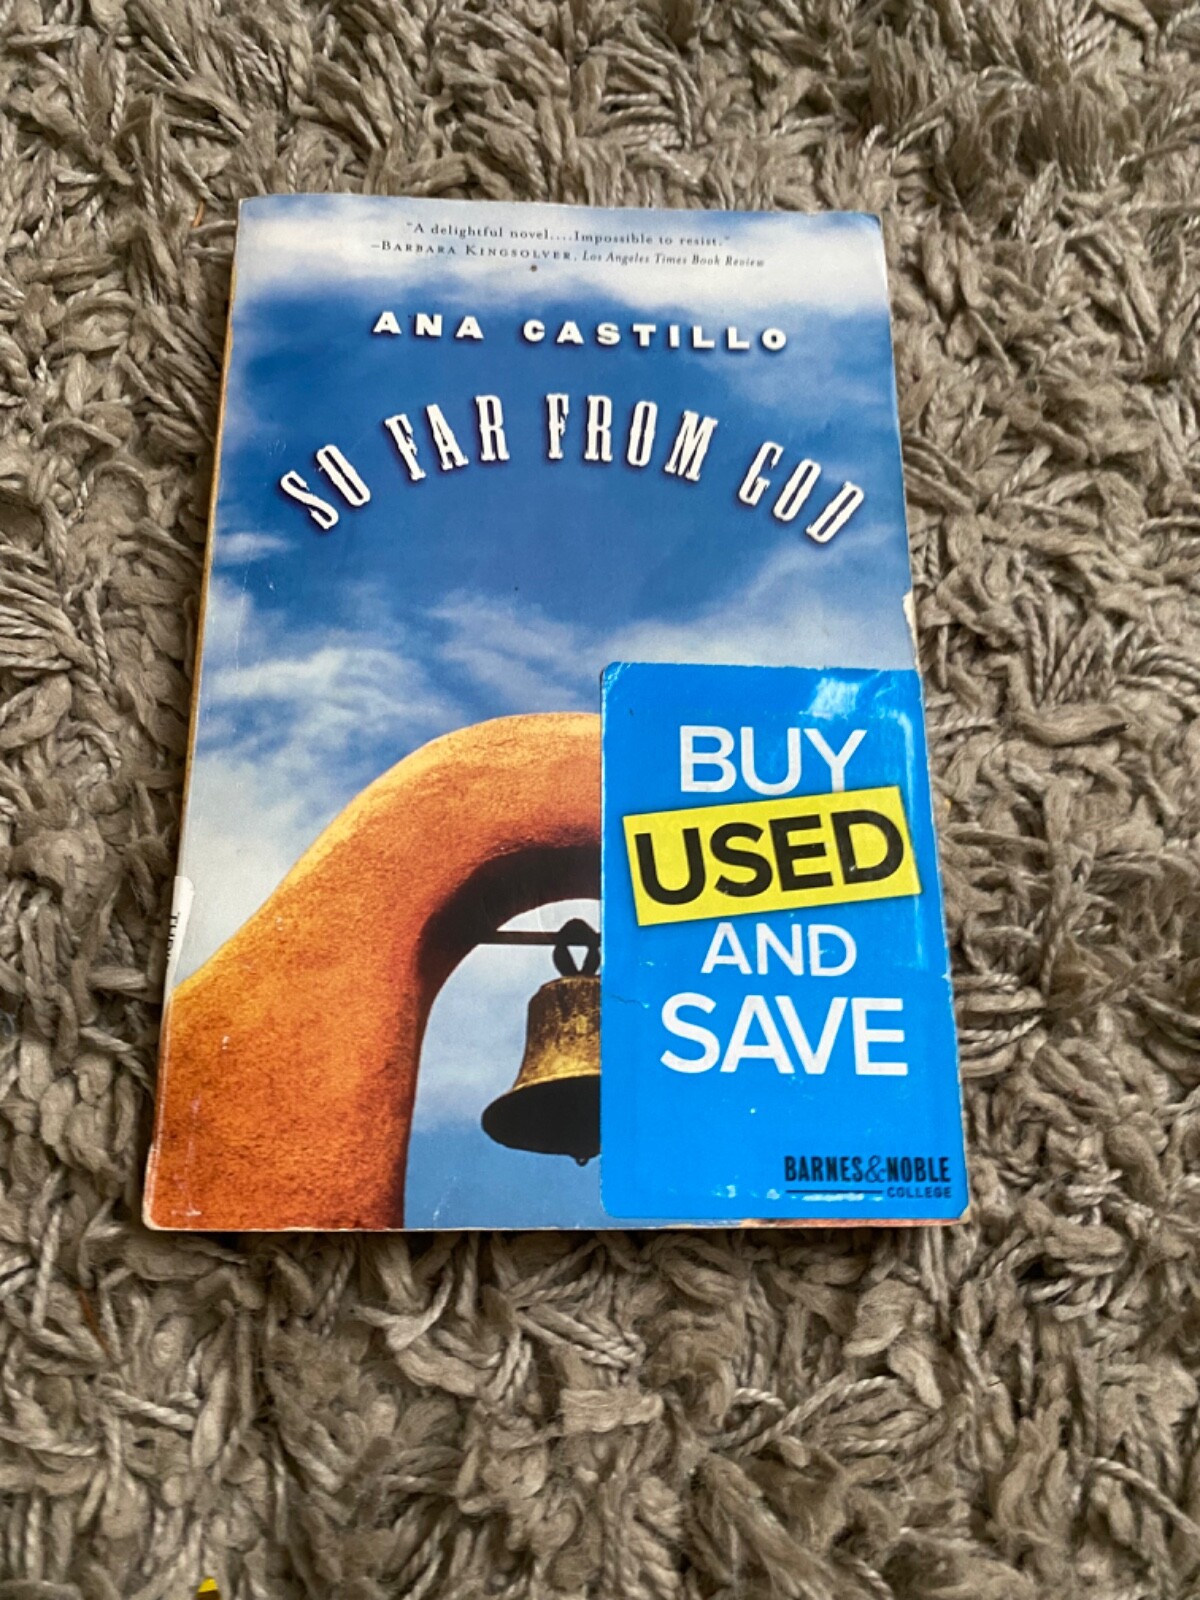 "A delightful novel....Impossible to resist."
–BARBARA KINGSOLVER, Los Angeles Times Book Review
ANA CASTILLO
SO FAR FROM GOD
BUY
USED
AND
SAVE
BARNES&NOBLE
COLLEGE